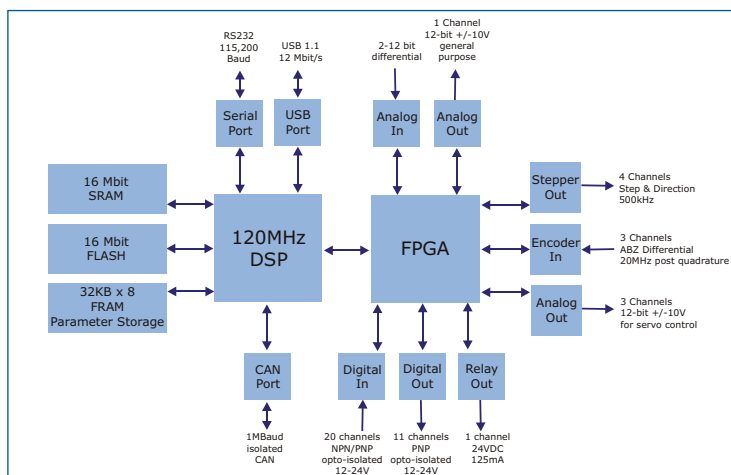 RS232
115,200
Baud
USB 1.1
12 Mbit/s
2-12 bit
differential
1 Channel
12-bit +/-10V
general
purpose
Serial
Port
USB
Port
Analog
In
Analog
Out
16 Mbit
SRAM
16 Mbit
FLASH
32KB x 8
FRAM
Parameter Storage
120MHz
DSP
FPGA
Stepper
Out
4 Channels
Step & Direction
500kHz
Encoder
In
3 Channels
ABZ Differential
20MHz post quadrature
Analog
Out
3 Channels
12-bit +/-10V
for servo control
CAN
Port
Digital
In
Digital
Out
Relay
Out
1MBaud
isolated
CAN
20 channels
NPN/PNP
opto-isolated
12-24V
11 channels
PNP
opto-isolated
12-24V
1 channel
24VDC
125mA